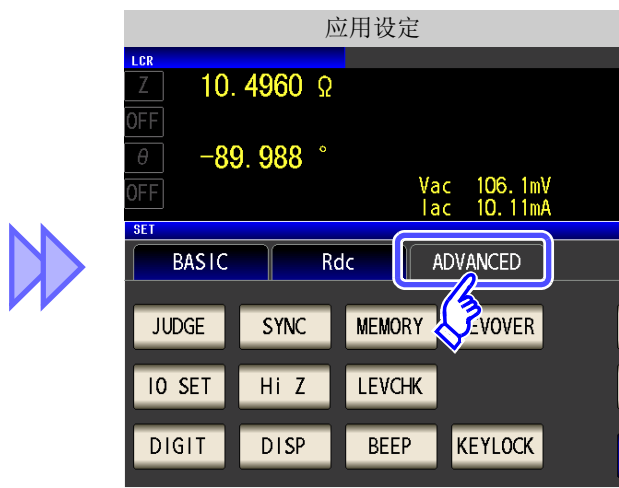 应用设定
LCR
Z 10.4960 Ω
OFF
θ -89.988 °
OFF
Vac 106.1mV
Iac 10.11mA
SET
BASIC Rdc ADVANCED
JUDGE SYNC MEMORY EVOVER
IO SET Hi Z LEVCHK
DIGIT DISP BEEP KEYLOCK